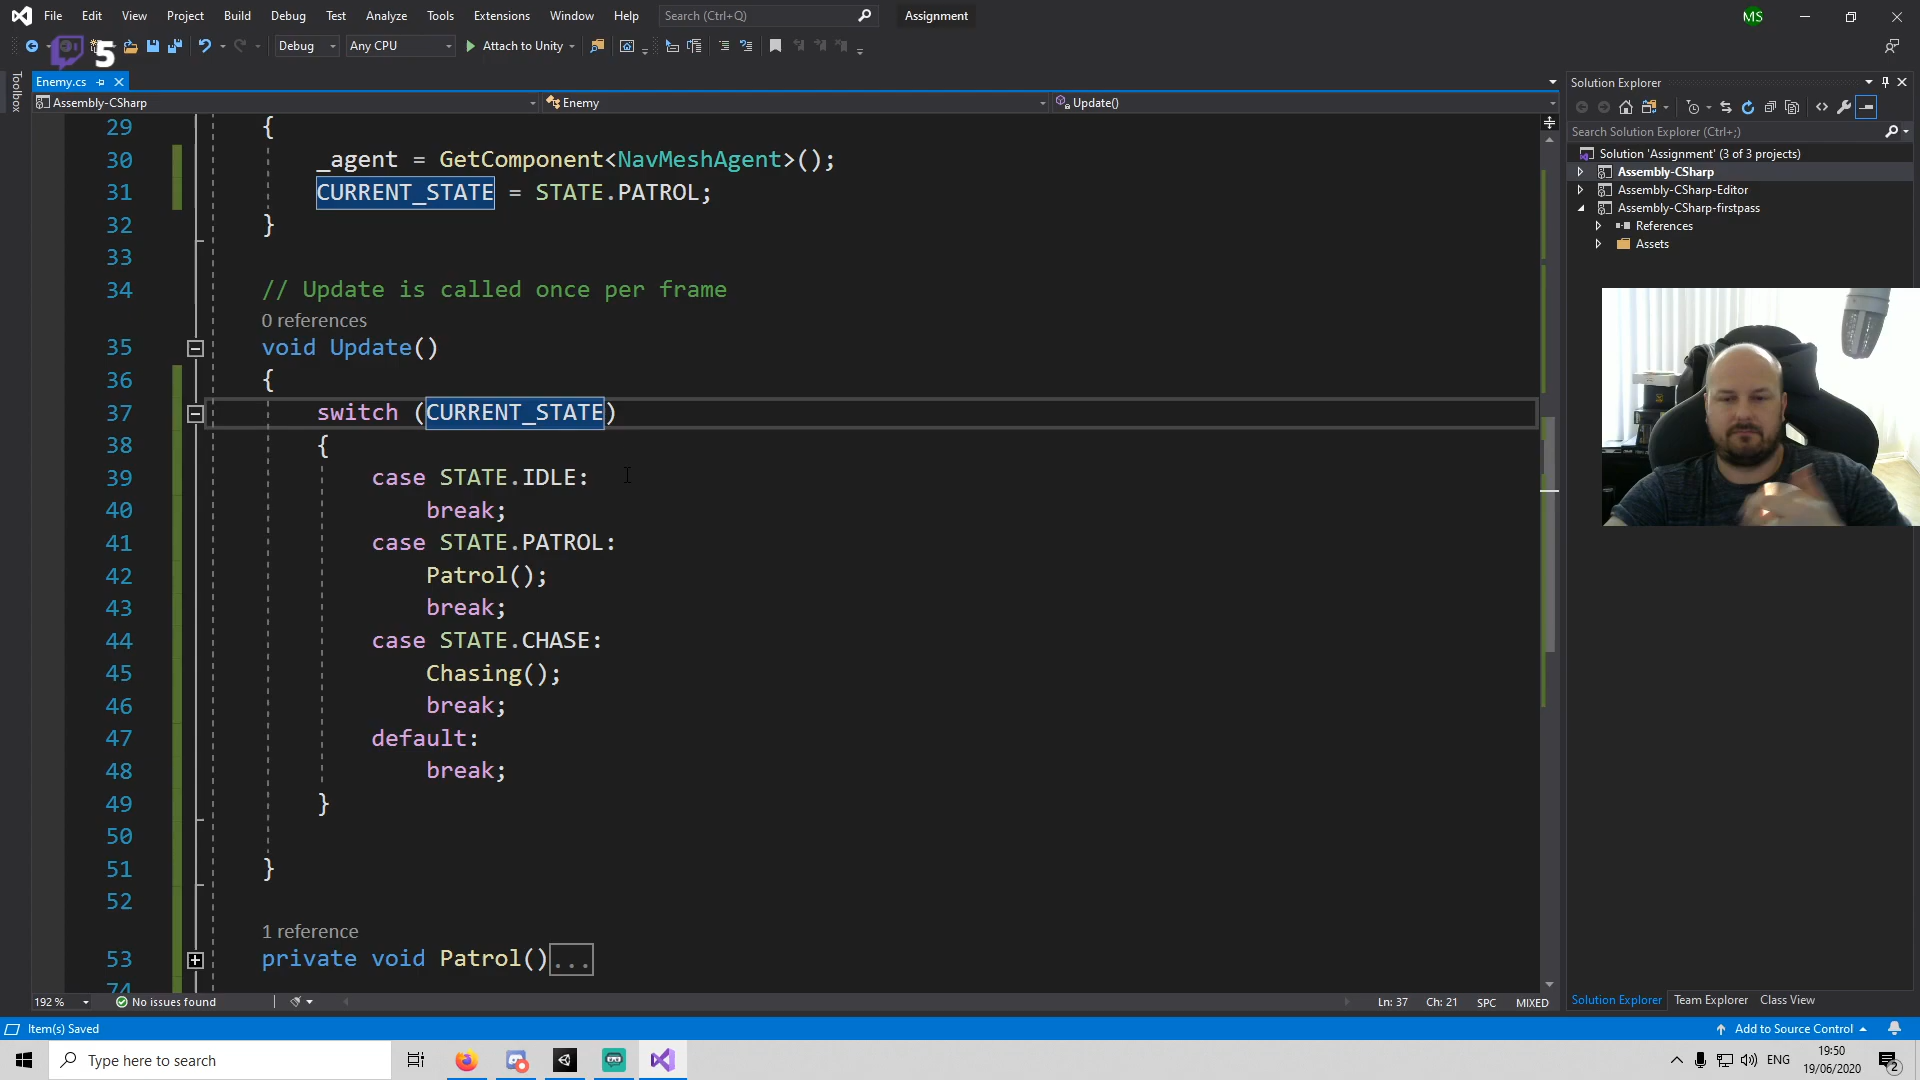 File Edit View Project Build Debug Test Analyze Tools Extensions Window Help Search (Ctrl+Q) Assignment MS
5 Debug Any CPU Attach to Unity
Toolbox
Enemy.cs
Assembly-CSharp Enemy Update()
29 {
30 _agent = GetComponent<NavMeshAgent>();
31 CURRENT_STATE = STATE.PATROL;
32 }
33
34 // Update is called once per frame
0 references
35 void Update()
36 {
37 switch (CURRENT_STATE)
38 {
39 case STATE.IDLE:
40 break;
41 case STATE.PATROL:
42 Patrol();
43 break;
44 case STATE.CHASE:
45 Chasing();
46 break;
47 default:
48 break;
49 }
50
51 }
52
1 reference
53 private void Patrol()...
74
192 % No issues found Ln: 37 Ch: 21 SPC MIXED
Solution Explorer
Search Solution Explorer (Ctrl+;)
Solution 'Assignment' (3 of 3 projects)
Assembly-CSharp
Assembly-CSharp-Editor
Assembly-CSharp-firstpass
References
Assets
Solution Explorer Team Explorer Class View
Item(s) Saved Add to Source Control
Type here to search ENG 19:50
19/06/2020 2